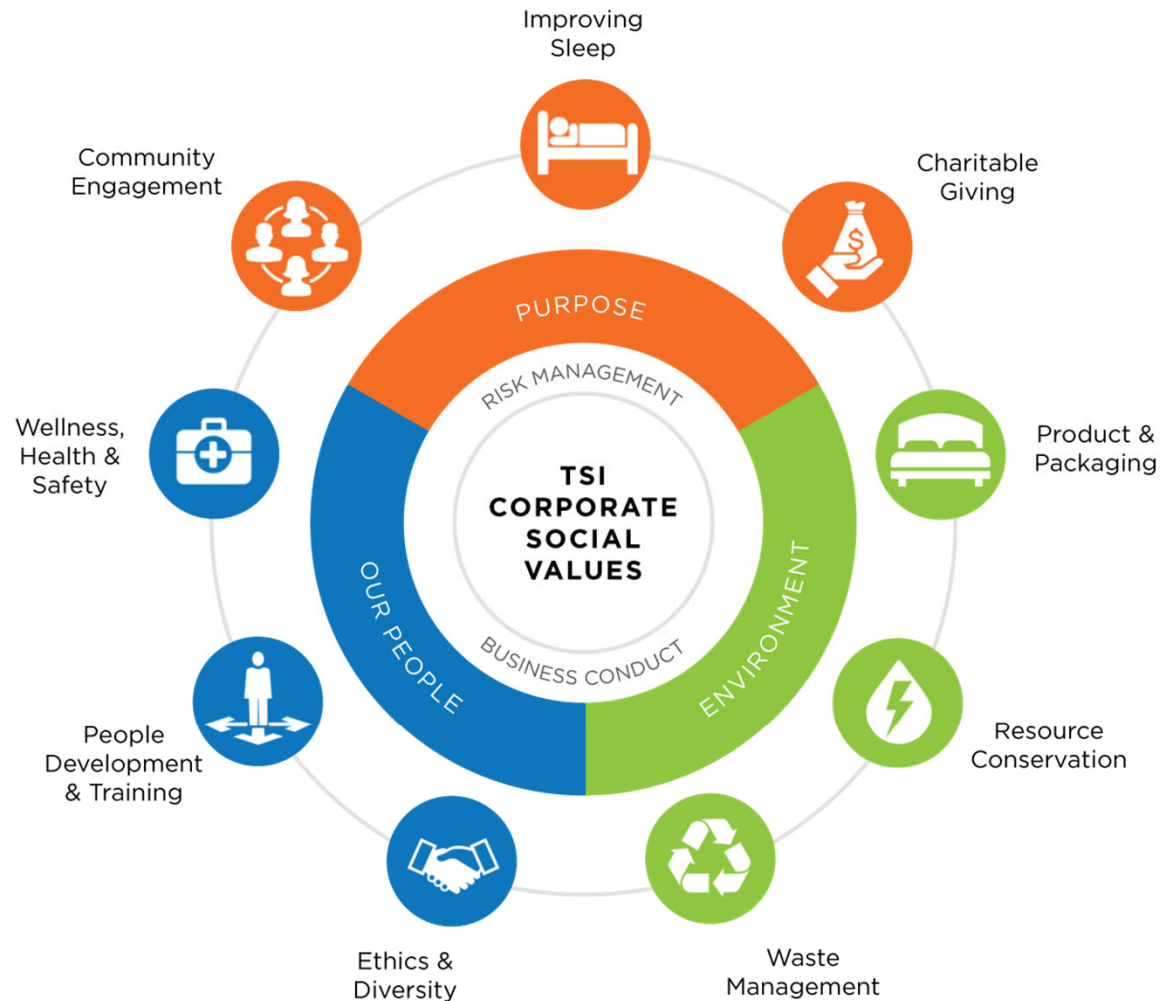 Improving
Sleep
Community
Engagement
Charitable
Giving
$
PURPOSE
RISK MANAGEMENT
Wellness,
Health &
Safety
Product &
Packaging
TSI
CORPORATE
SOCIAL
VALUES
OUR PEOPLE
ENVIRONMENT
BUSINESS CONDUCT
People
Development
& Training
Resource
Conservation
Ethics &
Diversity
Waste
Management